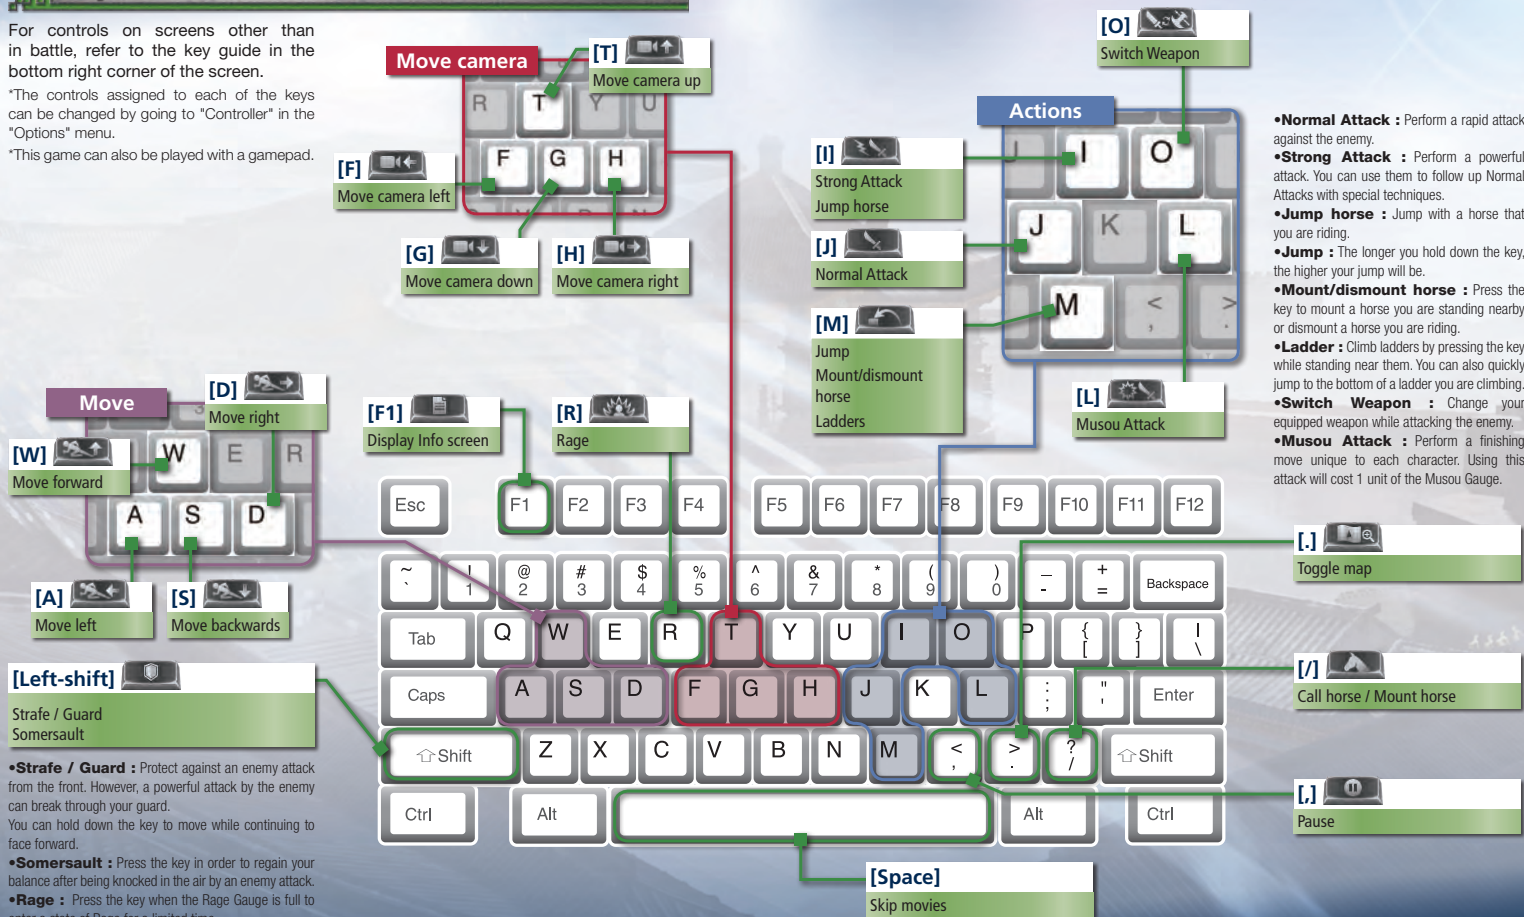 For controls on screens other than
in battle, refer to the key guide in the
bottom right corner of the screen.
*The controls assigned to each of the keys
can be changed by going to "Controller" in the
"Options" menu.
*This game can also be played with a gamepad.
Move camera
[T]
Move camera up
R T Y U
F G H
[F]
Move camera left
[G]
Move camera down
[H]
Move camera right
[O]
Switch Weapon
Actions
I O
J K L
M < , >
[I]
Strong Attack
Jump horse
[J]
Normal Attack
[M]
Jump
Mount/dismount
horse
Ladders
[L]
Musou Attack
•Normal Attack : Perform a rapid attack
against the enemy.
•Strong Attack : Perform a powerful
attack. You can use them to follow up Normal
Attacks with special techniques.
•Jump horse : Jump with a horse that
you are riding.
•Jump : The longer you hold down the key,
the higher your jump will be.
•Mount/dismount horse : Press the
key to mount a horse you are standing nearby
or dismount a horse you are riding.
•Ladder : Climb ladders by pressing the key
while standing near them. You can also quickly
jump to the bottom of a ladder you are climbing.
•Switch Weapon : Change your
equipped weapon while attacking the enemy.
•Musou Attack : Perform a finishing
move unique to each character. Using this
attack will cost 1 unit of the Musou Gauge.
Move
[D]
Move right
[W]
Move forward
W E R
A S D
[A]
Move left
[S]
Move backwards
[F1]
Display Info screen
[R]
Rage
Esc F1 F2 F3 F4 F5 F6 F7 F8 F9 F10 F11 F12
~ ` ! 1 @ 2 # 3 $ 4 % 5 ^ 6 & 7 * 8 ( 9 ) 0 _ - + = Backspace
Tab Q W E R T Y U I O P { [ } ] | \
Caps A S D F G H J K L : ; " ' Enter
⇧Shift Z X C V B N M < , > . ? / ⇧Shift
Ctrl Alt Alt Ctrl
[.]
Toggle map
[/]
Call horse / Mount horse
[,]
Pause
[Space]
Skip movies
[Left-shift]
Strafe / Guard
Somersault
•Strafe / Guard : Protect against an enemy attack
from the front. However, a powerful attack by the enemy
can break through your guard.
You can hold down the key to move while continuing to
face forward.
•Somersault : Press the key in order to regain your
balance after being knocked in the air by an enemy attack.
•Rage : Press the key when the Rage Gauge is full to